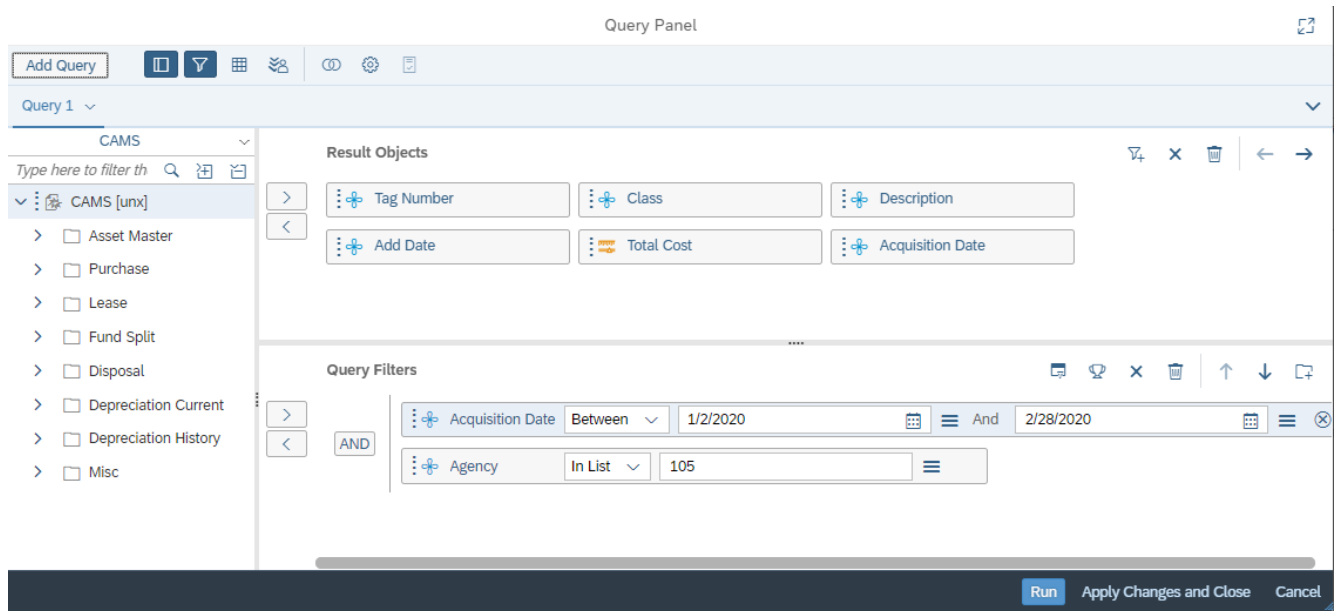 Query Panel
Add Query
Query 1
CAMS
Type here to filter th
CAMS [unx]
Asset Master
Purchase
Lease
Fund Split
Disposal
Depreciation Current
Depreciation History
Misc
Result Objects
Tag Number Class Description
Add Date Total Cost Acquisition Date
Query Filters
AND
Acquisition Date Between 1/2/2020 And 2/28/2020
Agency In List 105
Run Apply Changes and Close Cancel